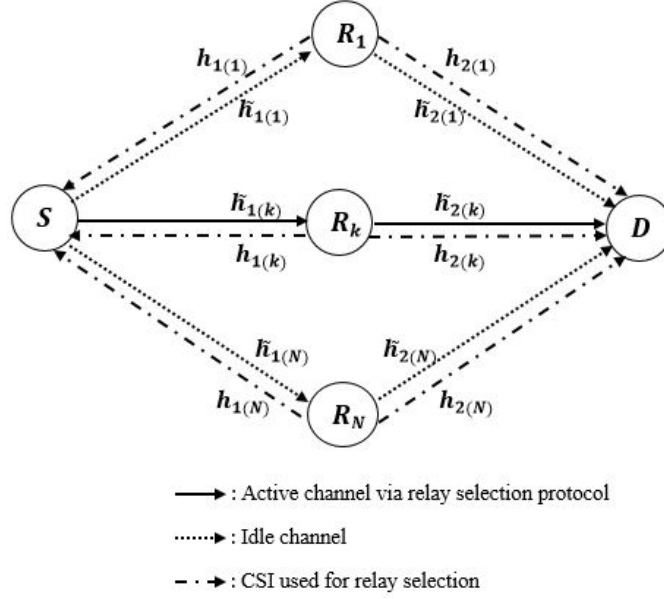 R₁
h₁₍₁₎
h₂₍₁₎
h̃₁₍₁₎
h̃₂₍₁₎
S
h̃₁₍ₖ₎
Rₖ
h̃₂₍ₖ₎
D
h₁₍ₖ₎
h₂₍ₖ₎
h̃₁₍N₎
h̃₂₍N₎
h₁₍N₎
R_N
h₂₍N₎
: Active channel via relay selection protocol
: Idle channel
: CSI used for relay selection